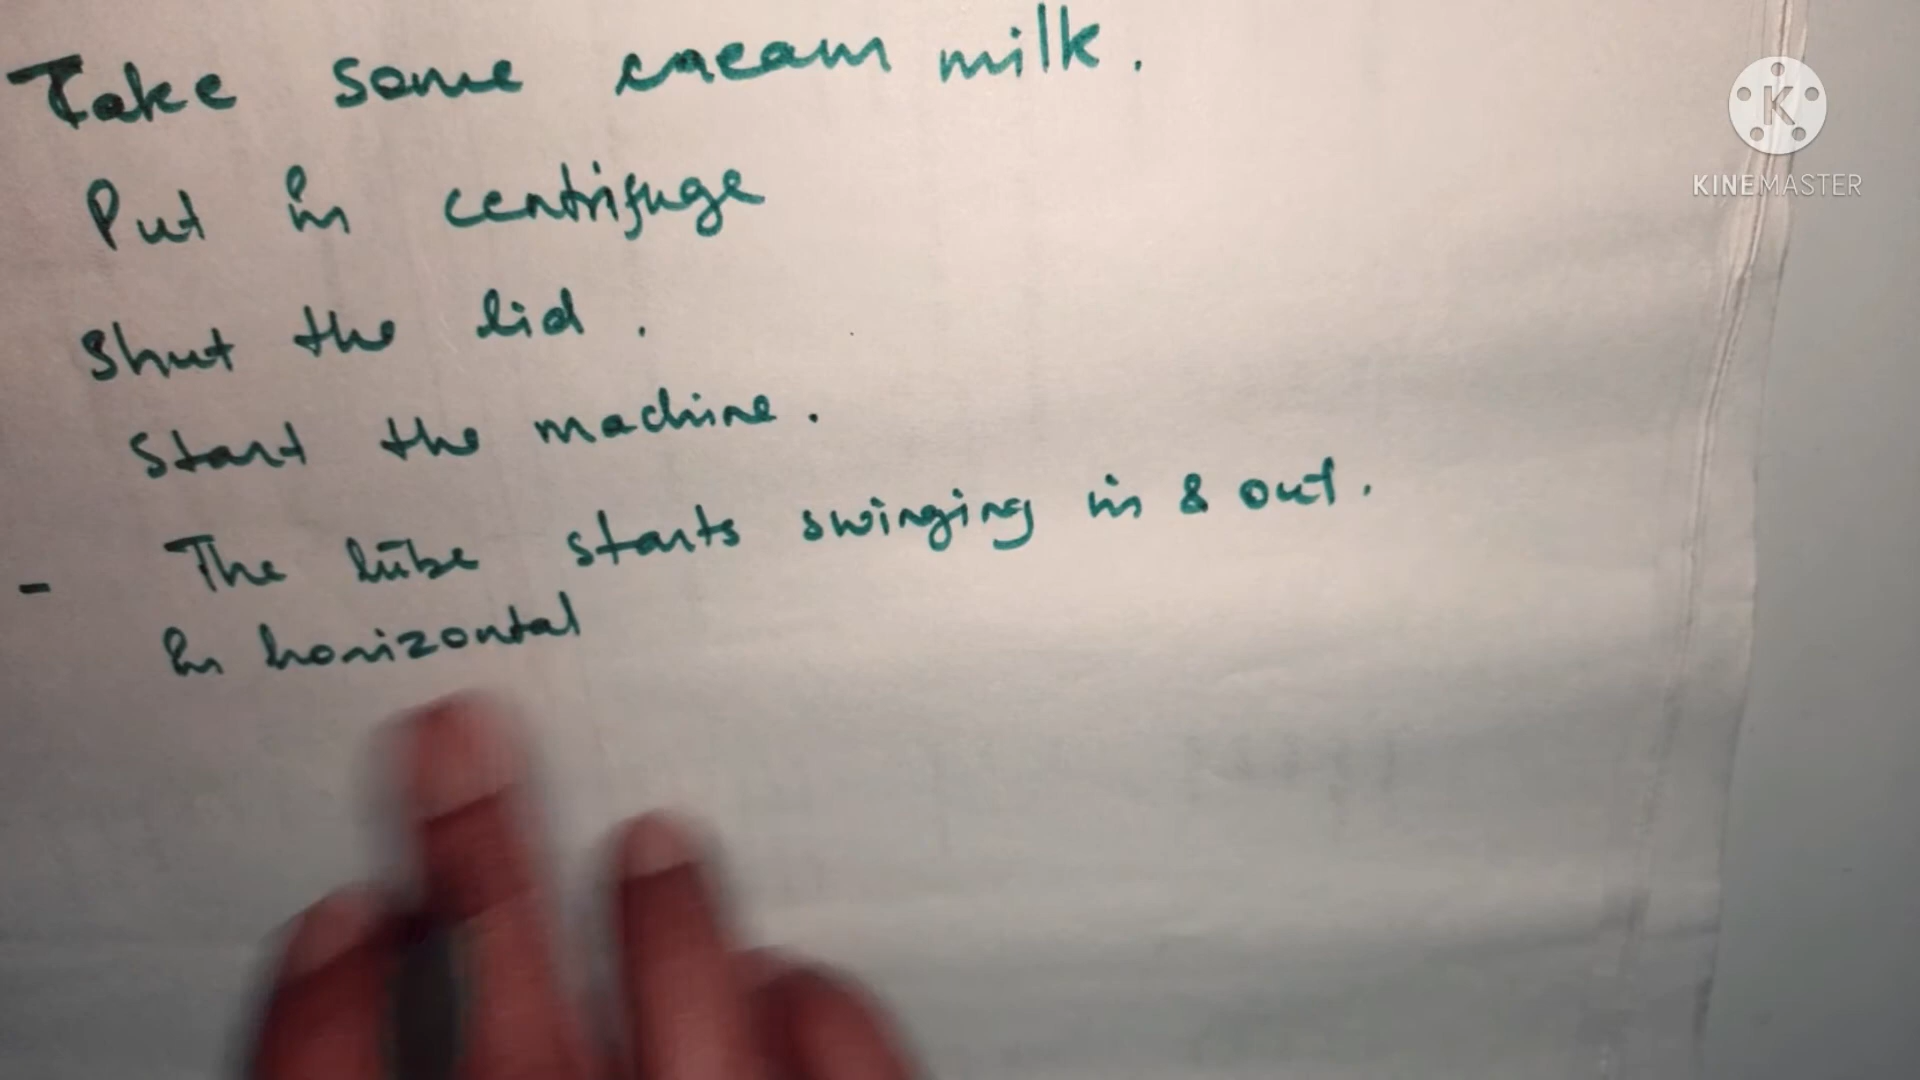 Take some cream milk.
Put in centrifuge
Shut the lid.
Start the machine.
- The tube starts swinging in & out.
In horizontal
KINEMASTER